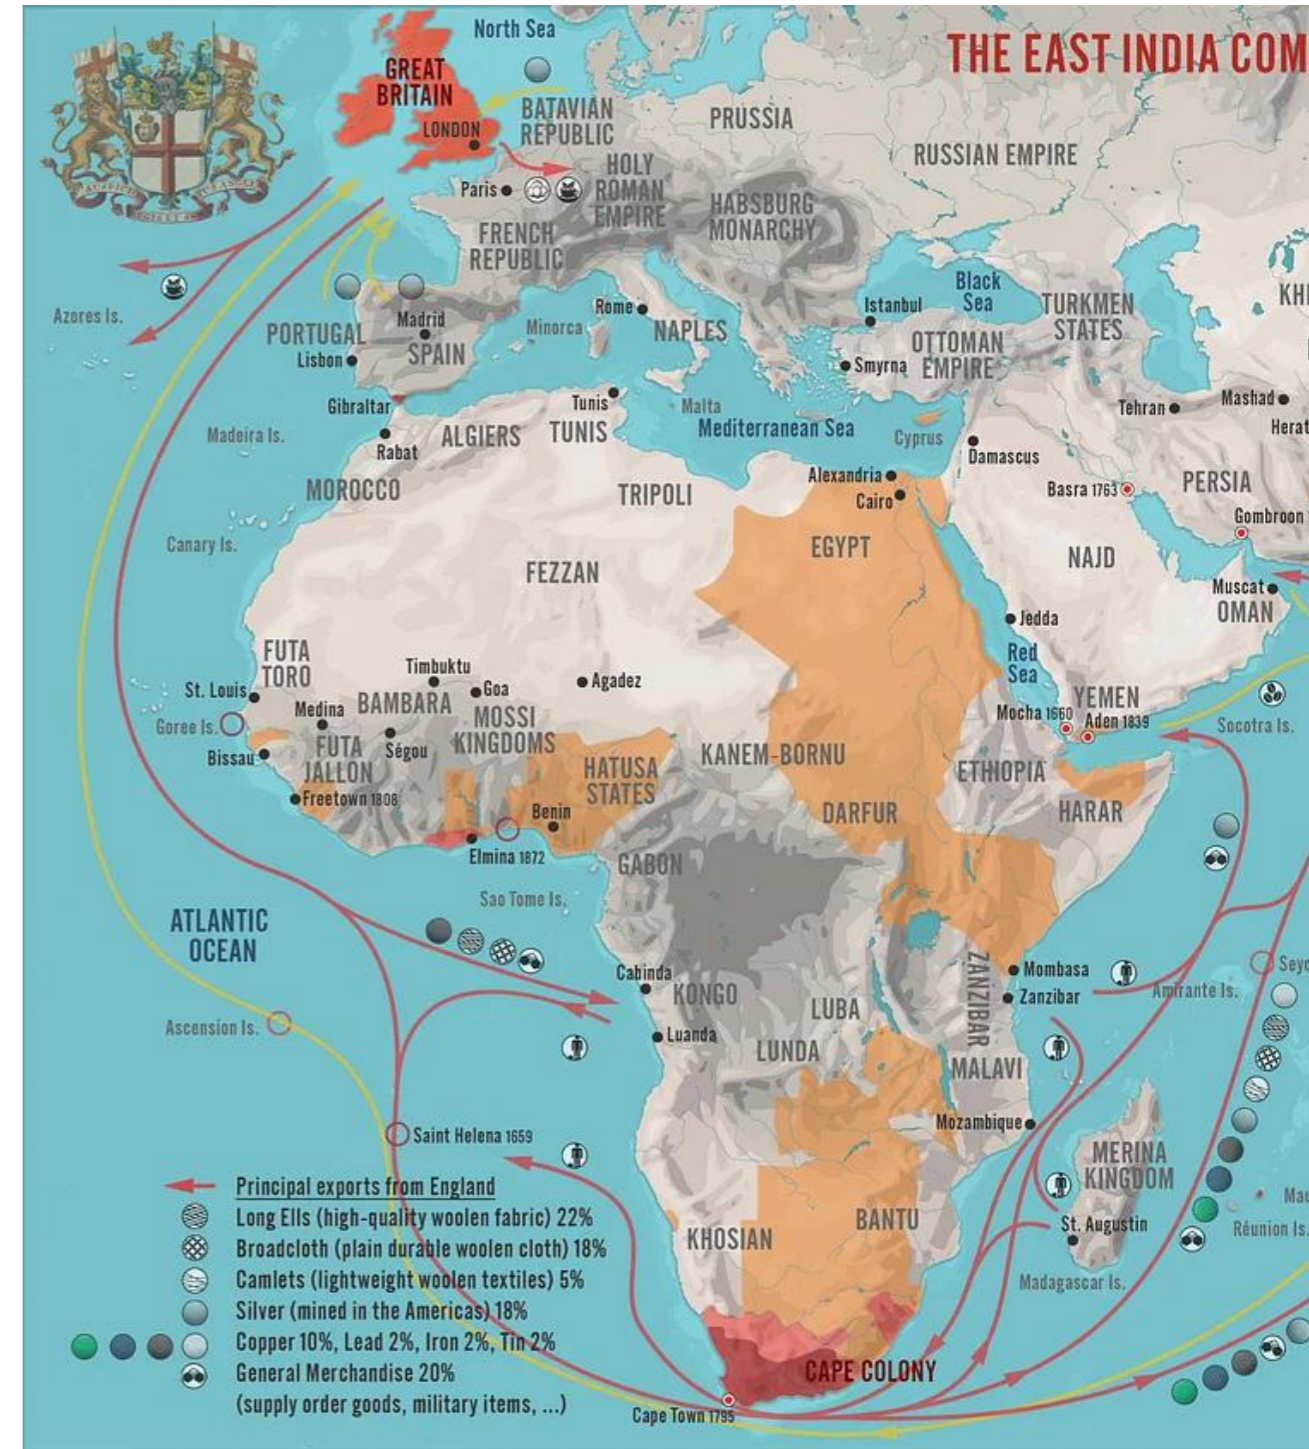 THE EAST INDIA COM
North Sea
GREAT
BRITAIN
LONDON
BATAVIAN
REPUBLIC
PRUSSIA
RUSSIAN EMPIRE
HOLY
ROMAN
EMPIRE
Paris
HABSBURG
MONARCHY
FRENCH
REPUBLIC
Black
Sea
KHI
Azores Is.
PORTUGAL
Madrid
Minorca
Rome
NAPLES
Istanbul
TURKMEN
STATES
Lisbon
SPAIN
Smyrna
OTTOMAN
EMPIRE
Gibraltar
Tunis
Malta
Tehran
Mashad
Madeira Is.
ALGIERS
TUNIS
Mediterranean Sea
Cyprus
Herat
Rabat
Damascus
MOROCCO
TRIPOLI
Alexandria
Cairo
Basra 1763
PERSIA
Gombroon
Canary Is.
EGYPT
NAJD
FEZZAN
Muscat
OMAN
Jedda
FUTA
TORO
Timbuktu
Agadez
Red
Sea
St. Louis
BAMBARA
Goa
YEMEN
Goree Is.
Medina
MOSSI
KINGDOMS
Mocha 1660
Aden 1839
Socotra Is.
Bissau
FUTA
JALLON
Ségou
KANEM-BORNU
HATUSA
STATES
ETHIOPIA
Freetown 1808
Benin
DARFUR
HARAR
Elmina 1872
GABON
Sao Tome Is.
ATLANTIC
OCEAN
Cabinda
KONGO
ZANZIBAR
Mombasa
Zanzibar
Amirante Is.
Seyc
Ascension Is.
Luanda
LUBA
LUNDA
MALAVI
Saint Helena 1659
Mozambique
MERINA
KINGDOM
Mau
Réunion Is.
St. Augustin
Madagascar Is.
KHOSIAN
BANTU
Principal exports from England
Long Ells (high-quality woolen fabric) 22%
Broadcloth (plain durable woolen cloth) 18%
Camlets (lightweight woolen textiles) 5%
Silver (mined in the Americas) 18%
Copper 10%, Lead 2%, Iron 2%, Tin 2%
General Merchandise 20%
(supply order goods, military items, ...)
CAPE COLONY
Cape Town 1795